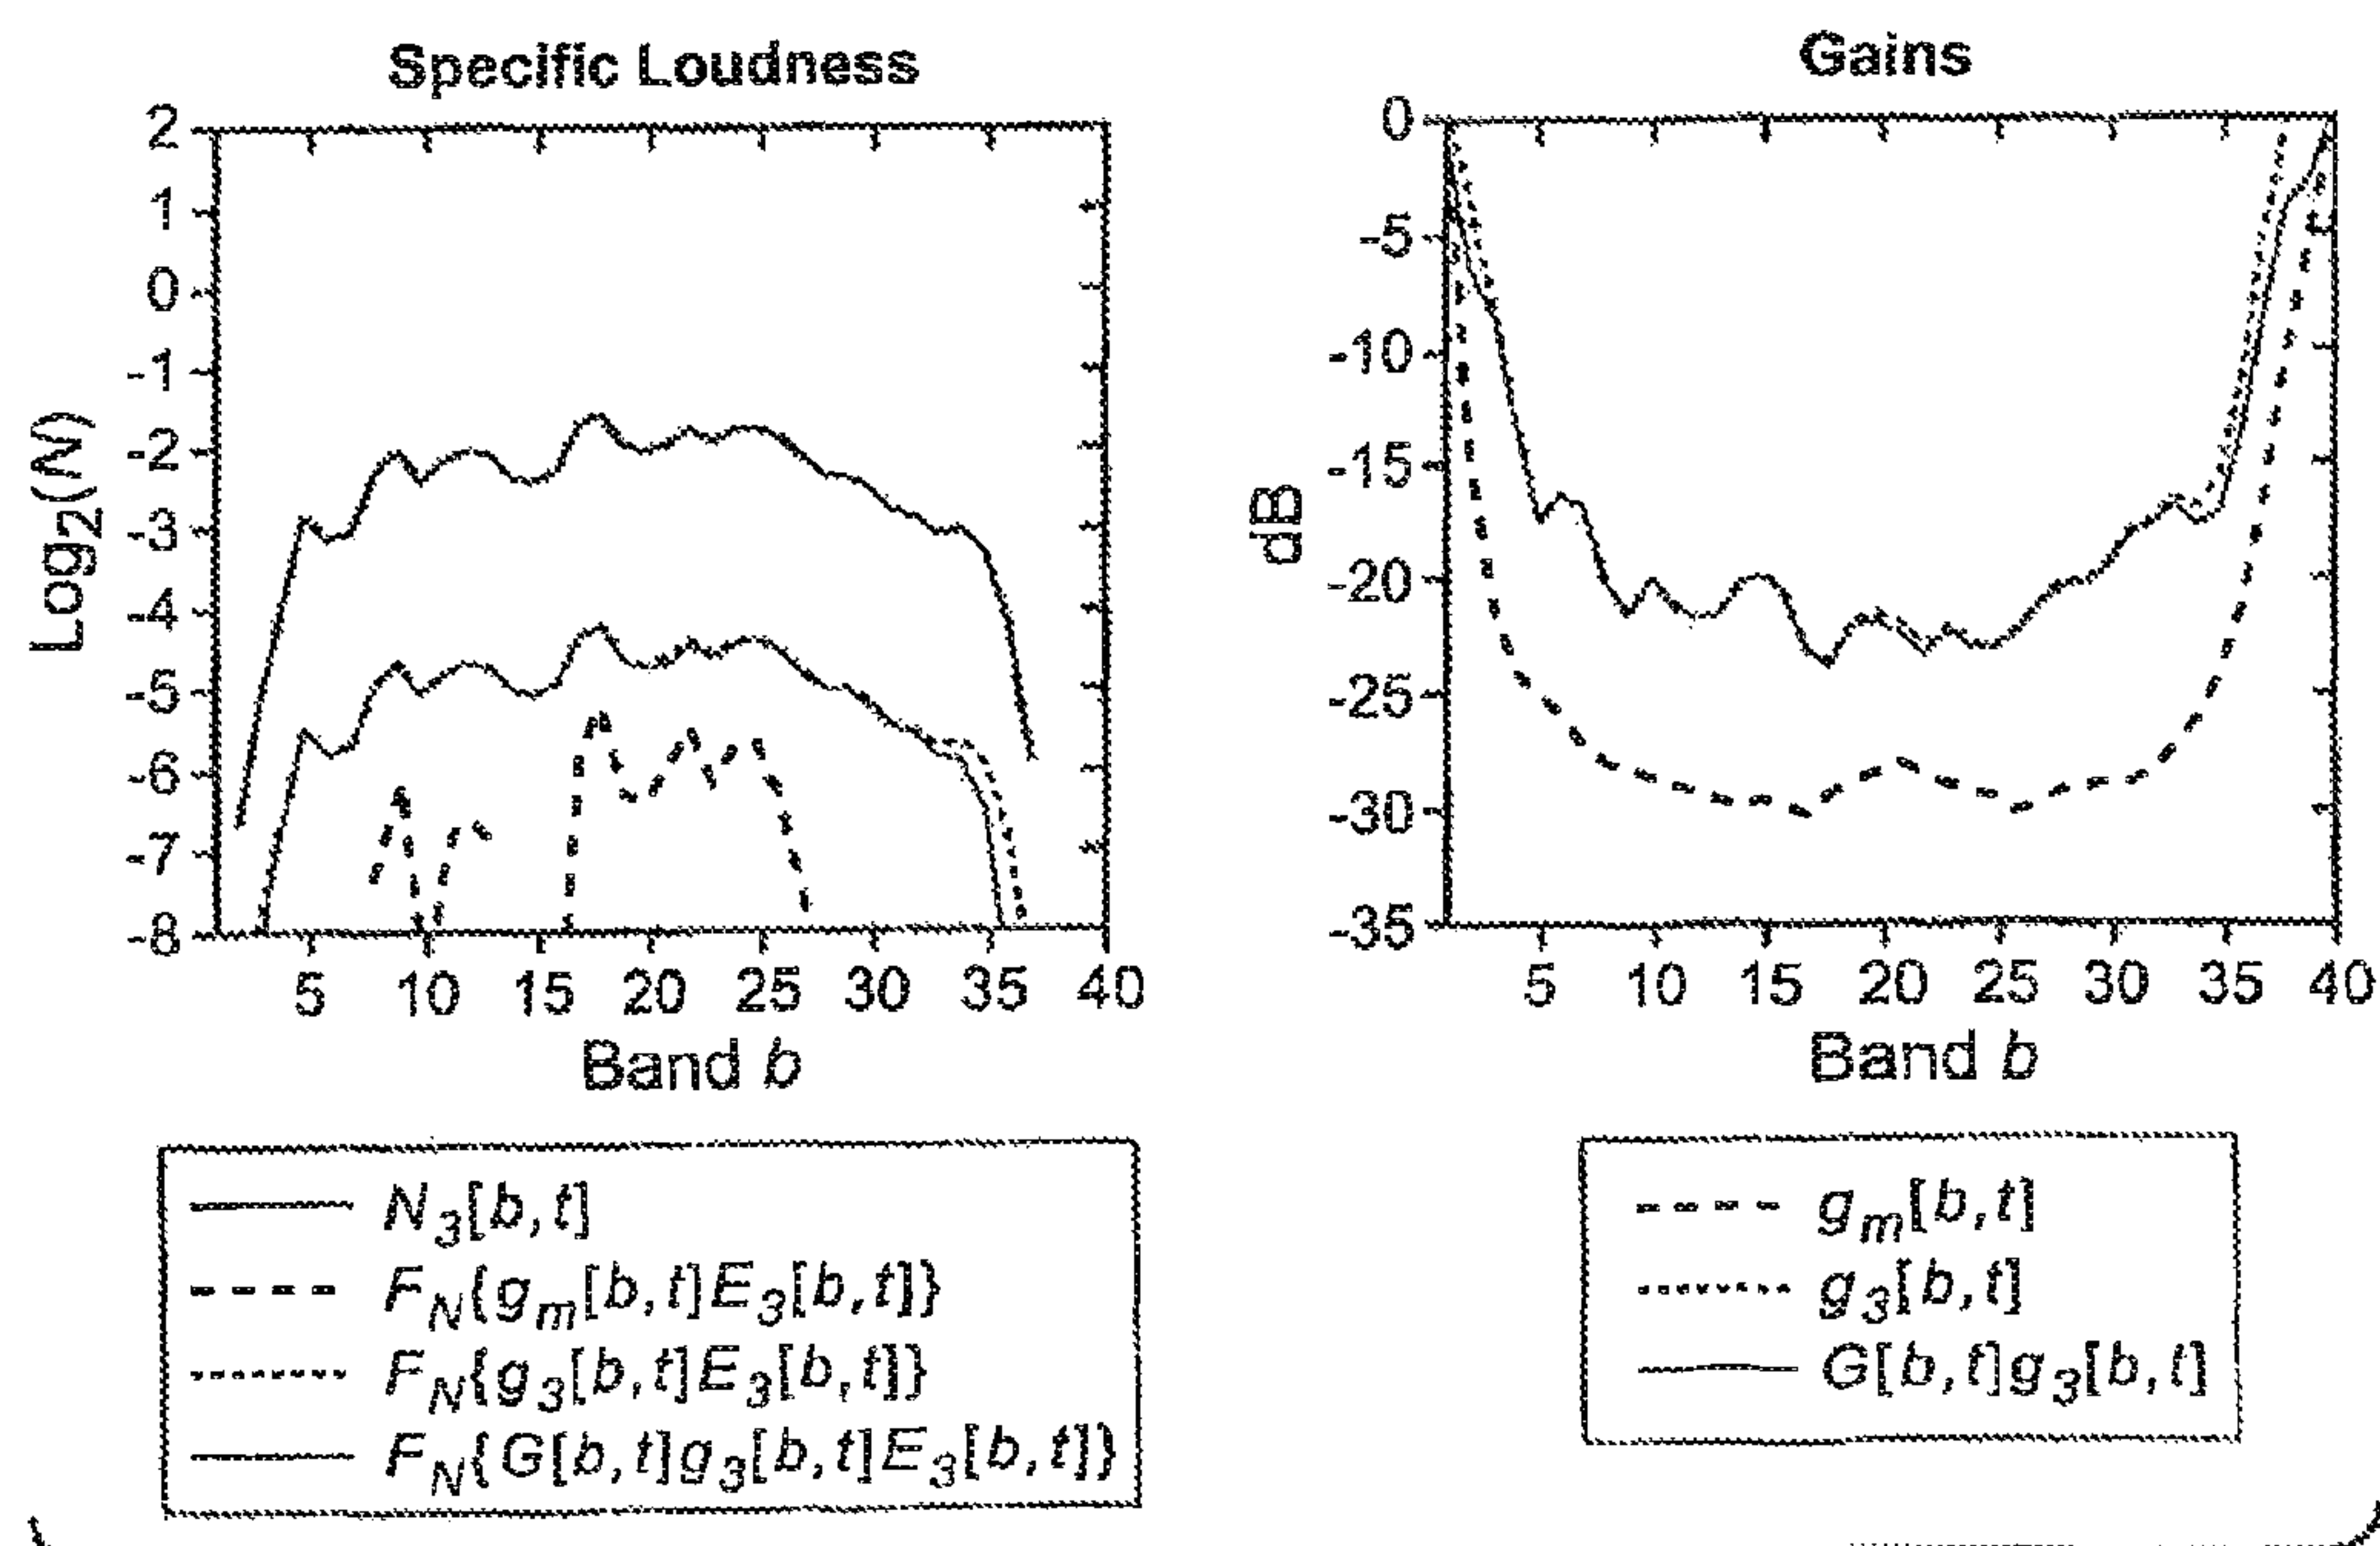 Specific Loudness
2
1
0
-1
-2
-3
-4
-5
-6
-7
-8
Log2(N)
5 10 15 20 25 30 35 40
Band b
N3[b,t]
FN{gm[b,t]E3[b,t]}
FN{g3[b,t]E3[b,t]}
FN{G[b,t]g3[b,t]E3[b,t]}
Gains
0
-5
-10
-15
-20
-25
-30
-35
dB
5 10 15 20 25 30 35 40
Band b
gm[b,t]
g3[b,t]
G[b,t]g3[b,t]